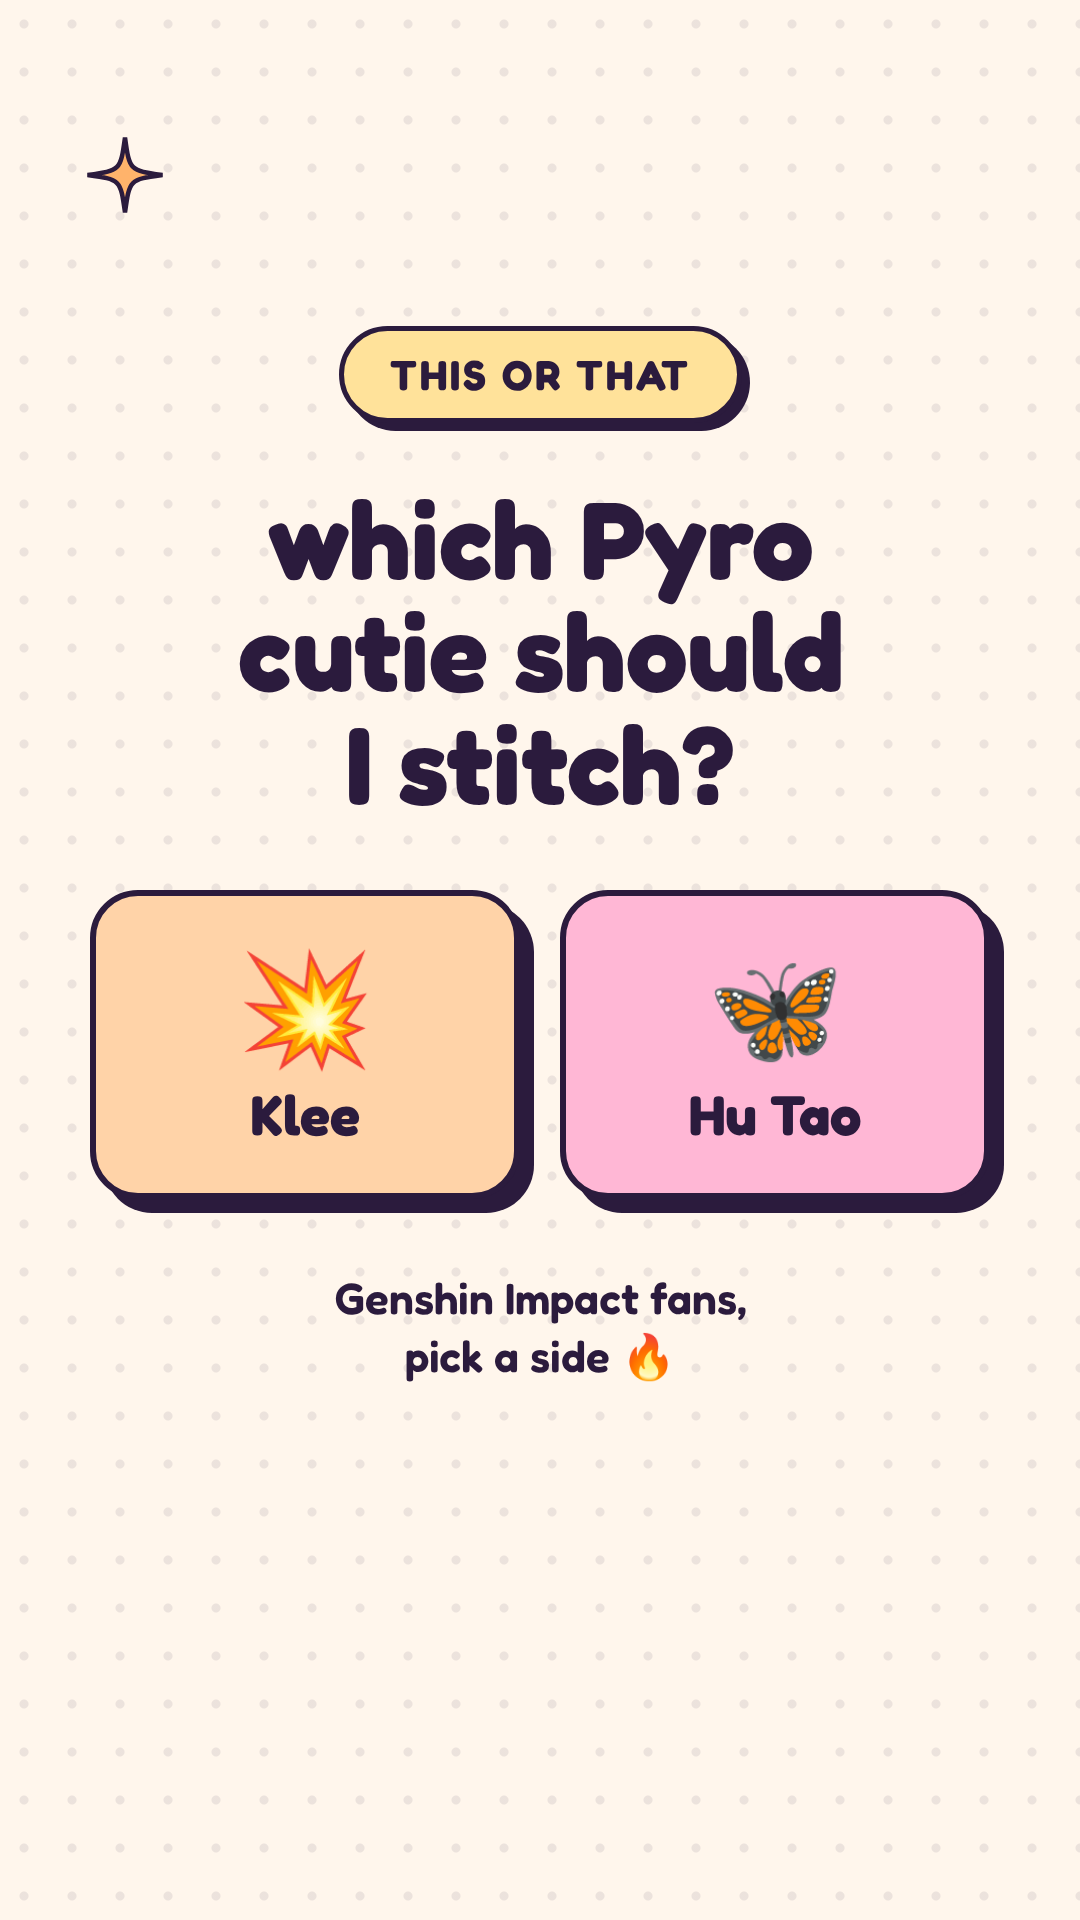 THIS OR THAT
which Pyro
cutie should
I stitch?
Klee
Hu Tao
Genshin Impact fans,
pick a side 🔥